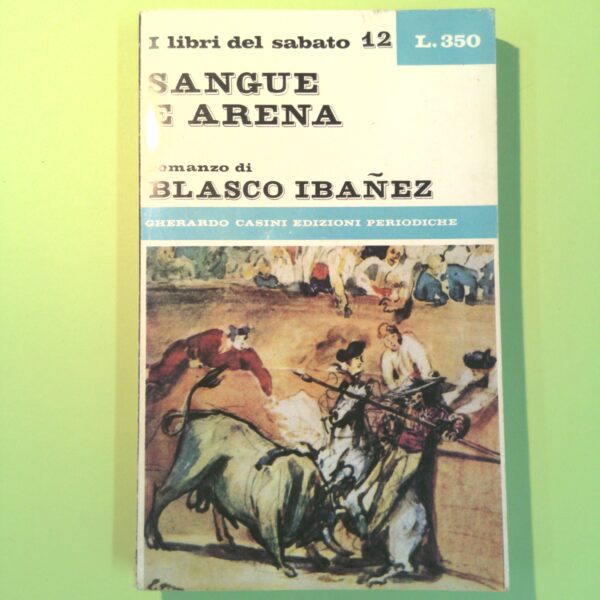 I libri del sabato 12
L. 350
SANGUE
E ARENA
romanzo di
BLASCO IBAÑEZ
GHERARDO CASINI EDIZIONI PERIODICHE